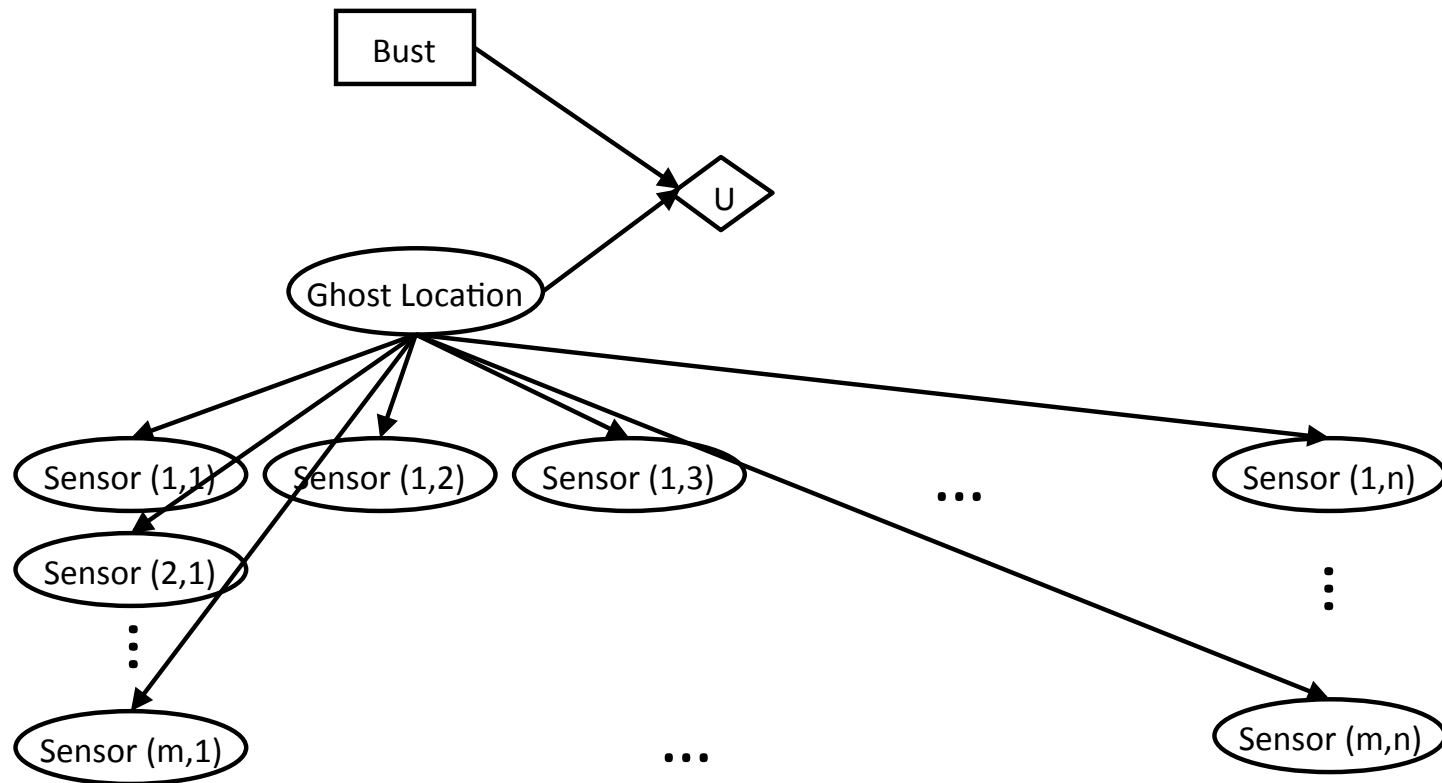 Bust
U
Ghost Location
Sensor (1,1)
Sensor (1,2)
Sensor (1,3)
...
Sensor (1,n)
Sensor (2,1)
...
...
Sensor (m,1)
...
Sensor (m,n)